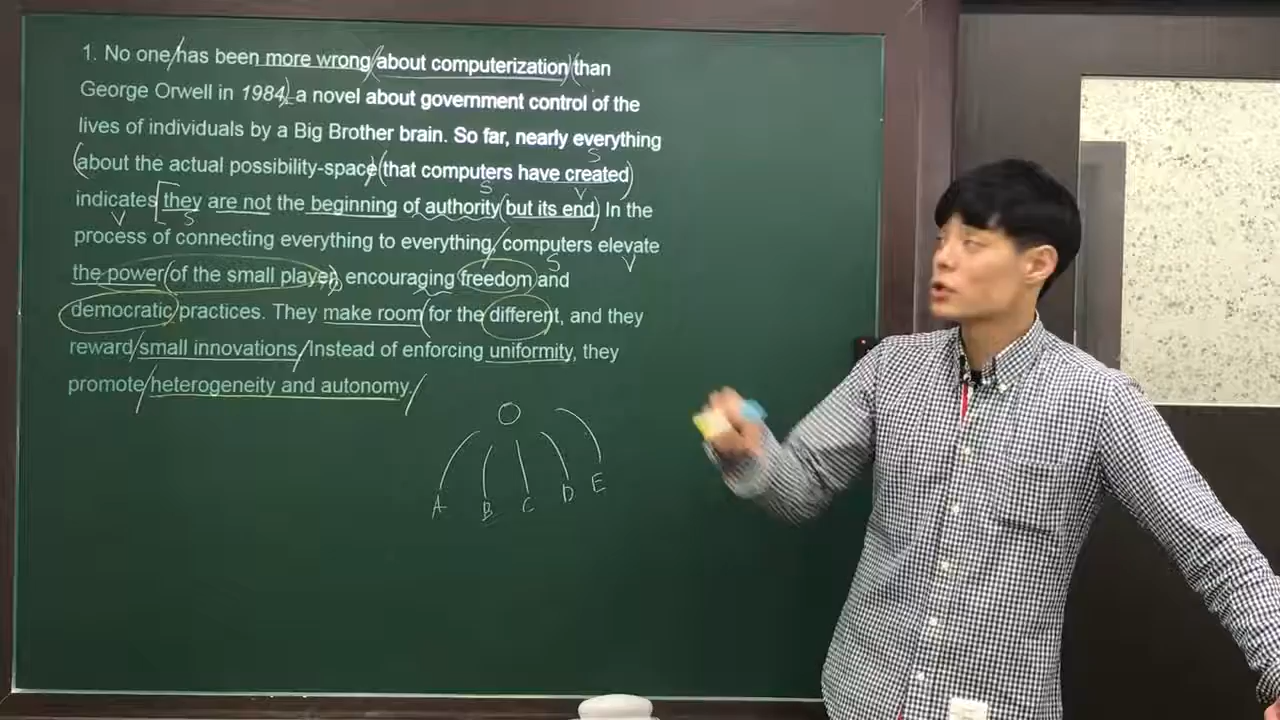 1. No one has been more wrong about computerization than
George Orwell in 1984, a novel about government control of the
lives of individuals by a Big Brother brain. So far, nearly everything
S
about the actual possibility-space that computers have created
S V
indicates they are not the beginning of authority but its end. In the
V S
process of connecting everything to everything, computers elevate
S V
the power of the small player, encouraging freedom and
democratic practices. They make room for the different, and they
reward small innovations. Instead of enforcing uniformity, they
promote heterogeneity and autonomy.
A B C D E